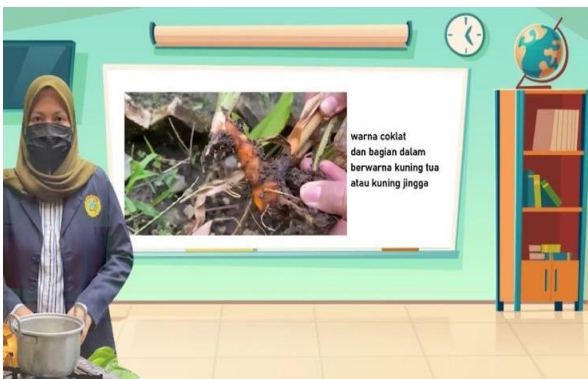 warna coklat
dan bagian dalam
berwarna kuning tua
atau kuning jingga